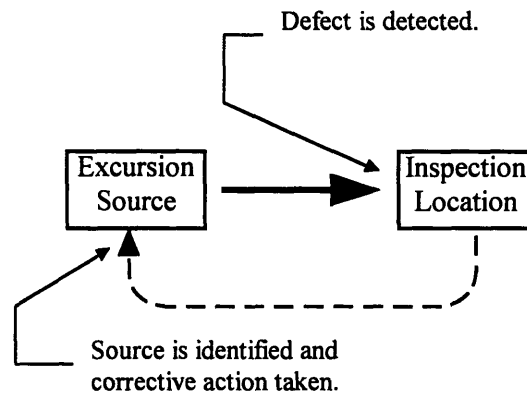 Defect is detected.
Excursion
Source
Inspection
Location
Source is identified and
corrective action taken.